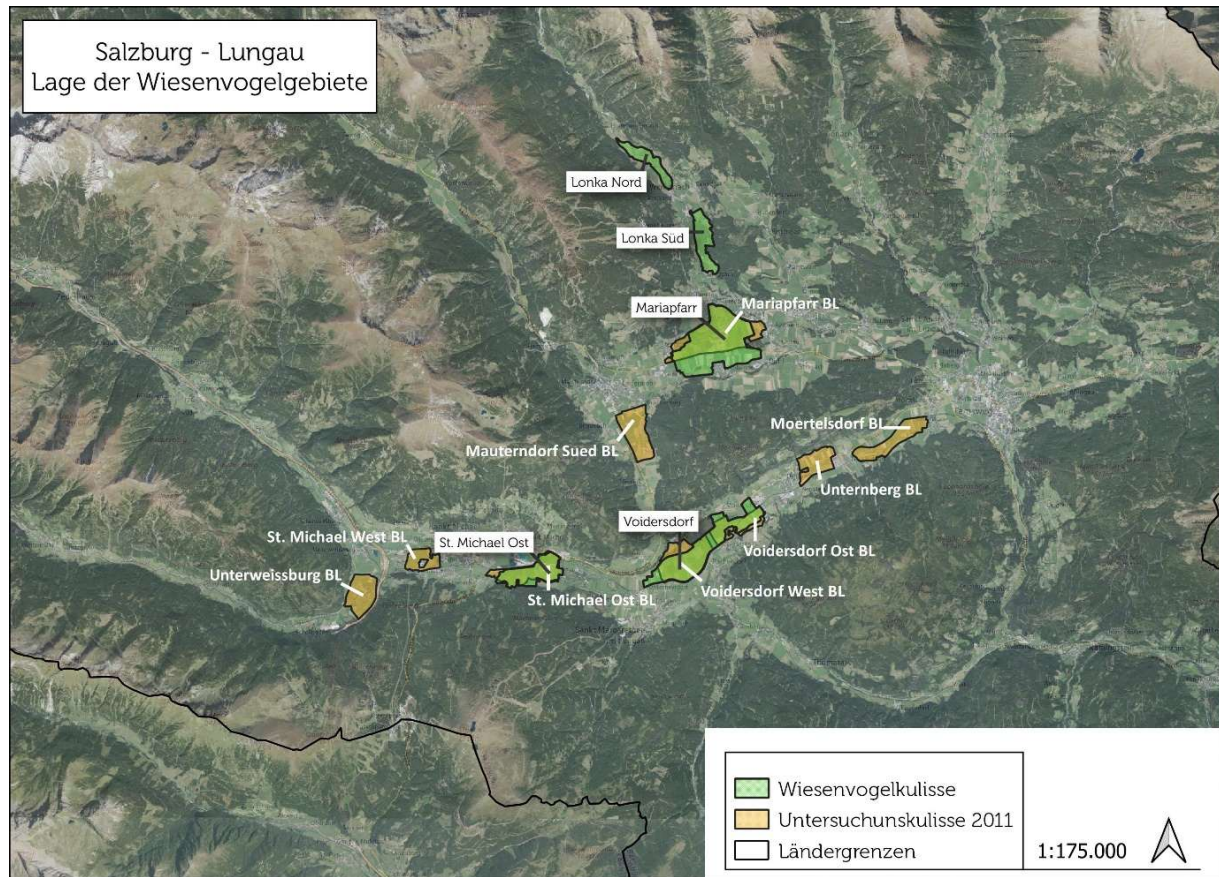 Salzburg - Lungau
Lage der Wiesenvogelgebiete
Lonka Nord
Lonka Süd
Mariapfarr
Mariapfarr BL
Mauterndorf Sued BL
Moertelsdorf BL
Unternberg BL
Voidersdorf
St. Michael West BL
St. Michael Ost
Voidersdorf Ost BL
Unterweissburg BL
Voidersdorf West BL
St. Michael Ost BL
Wiesenvogelkulisse
Untersuchunskulisse 2011
Ländergrenzen
1:175.000